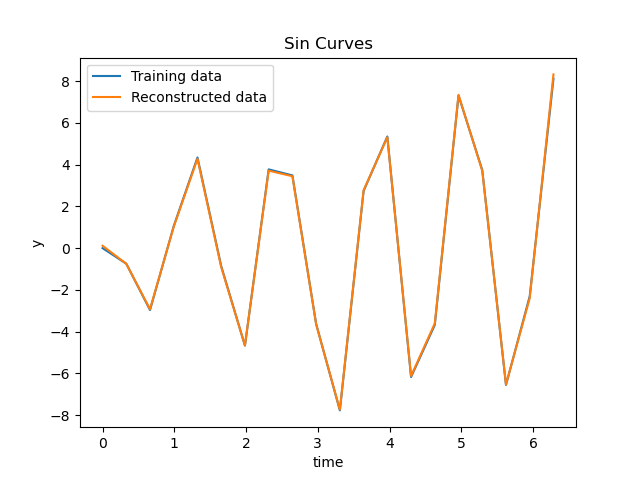 Sin Curves
Training data
Reconstructed data
8
6
4
2
0
−2
−4
−6
−8
y
0 1 2 3 4 5 6
time